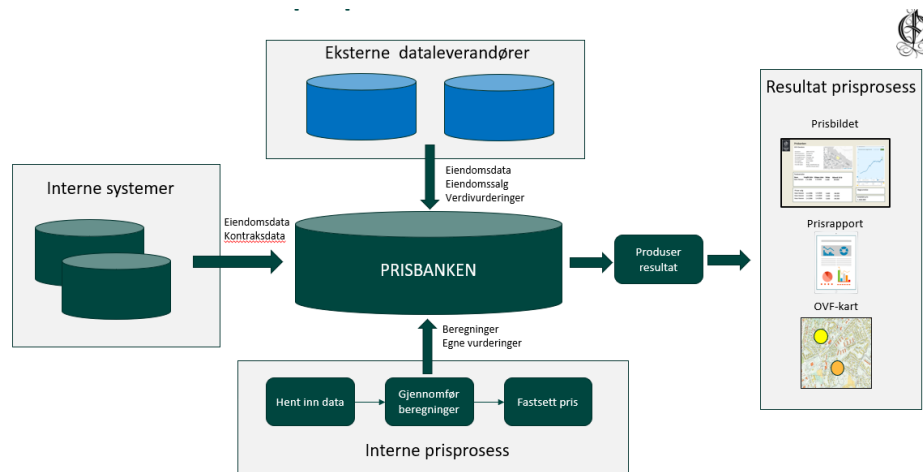 Eksterne dataleverandører
Eiendomsdata
Eiendomssalg
Verdivurderinger
Interne systemer
Eiendomsdata
Kontraksdata
PRISBANKEN
Produser
resultat
Beregninger
Egne vurderinger
Hent inn data
Gjennomfør
beregninger
Fastsett pris
Interne prisprosess
Resultat prisprosess
Prisbildet
Prisrapport
OVF-kart